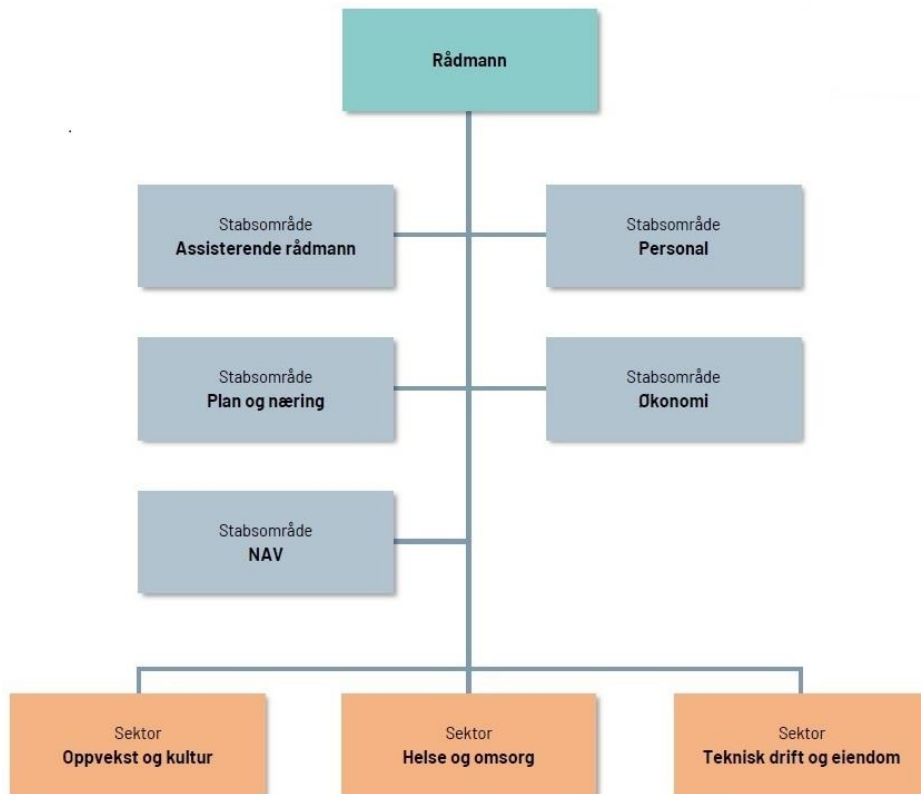 Rådmann
Stabsområde
Assisterende rådmann
Stabsområde
Personal
Stabsområde
Plan og næring
Stabsområde
Økonomi
Stabsområde
NAV
Sektor
Oppvekst og kultur
Sektor
Helse og omsorg
Sektor
Teknisk drift og eiendom